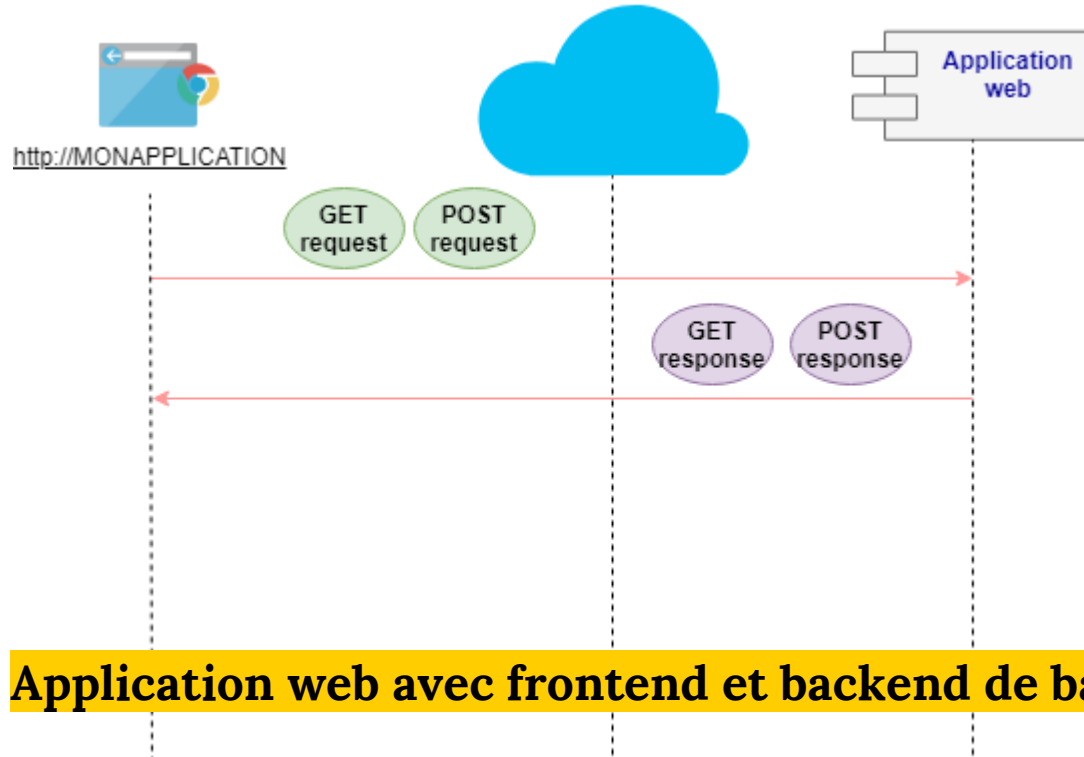 Application
web
http://MONAPPLICATION
GET
request
POST
request
GET
response
POST
response
Application web avec frontend et backend de